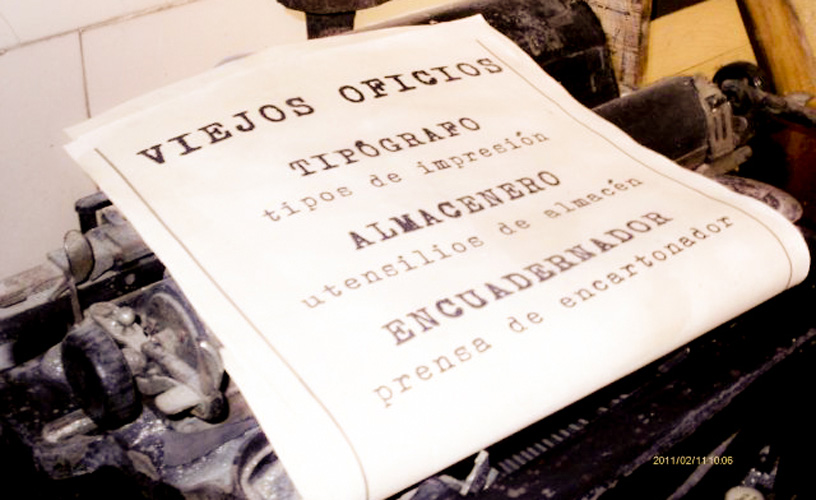 VIEJOS OFICIOS
TIPÓGRAFO
tipos de impresión
ALMACENERO
utensilios de almacén
ENCUADERNADOR
prensa de encartonador
2011/02/11 10:06